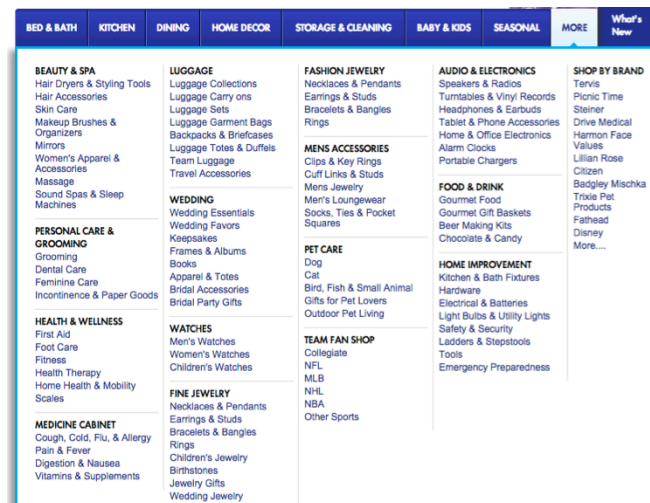 BED & BATH KITCHEN DINING HOME DECOR STORAGE & CLEANING BABY & KIDS SEASONAL MORE What's New
BEAUTY & SPA
Hair Dryers & Styling Tools
Hair Accessories
Skin Care
Makeup Brushes &
Organizers
Mirrors
Women's Apparel &
Accessories
Massage
Sound Spas & Sleep
Machines
PERSONAL CARE &
GROOMING
Grooming
Dental Care
Feminine Care
Incontinence & Paper Goods
HEALTH & WELLNESS
First Aid
Foot Care
Fitness
Health Therapy
Home Health & Mobility
Scales
MEDICINE CABINET
Cough, Cold, Flu, & Allergy
Pain & Fever
Digestion & Nausea
Vitamins & Supplements
LUGGAGE
Luggage Collections
Luggage Carry ons
Luggage Sets
Luggage Garment Bags
Backpacks & Briefcases
Luggage Totes & Duffels
Team Luggage
Travel Accessories
WEDDING
Wedding Essentials
Wedding Favors
Keepsakes
Frames & Albums
Books
Apparel & Totes
Bridal Accessories
Bridal Party Gifts
WATCHES
Men's Watches
Women's Watches
Children's Watches
FINE JEWELRY
Necklaces & Pendants
Earrings & Studs
Bracelets & Bangles
Rings
Children's Jewelry
Birthstones
Jewelry Gifts
Wedding Jewelry
FASHION JEWELRY
Necklaces & Pendants
Earrings & Studs
Bracelets & Bangles
Rings
MENS ACCESSORIES
Clips & Key Rings
Cuff Links & Studs
Mens Jewelry
Men's Loungewear
Socks, Ties & Pocket
Squares
PET CARE
Dog
Cat
Bird, Fish & Small Animal
Gifts for Pet Lovers
Outdoor Pet Living
TEAM FAN SHOP
Collegiate
NFL
MLB
NHL
NBA
Other Sports
AUDIO & ELECTRONICS
Speakers & Radios
Turntables & Vinyl Records
Headphones & Earbuds
Tablet & Phone Accessories
Home & Office Electronics
Alarm Clocks
Portable Chargers
FOOD & DRINK
Gourmet Food
Gourmet Gift Baskets
Beer Making Kits
Chocolate & Candy
HOME IMPROVEMENT
Kitchen & Bath Fixtures
Hardware
Electrical & Batteries
Light Bulbs & Utility Lights
Safety & Security
Ladders & Stepstools
Tools
Emergency Preparedness
SHOP BY BRAND
Tervis
Picnic Time
Steiner
Drive Medical
Harmon Face
Values
Lillian Rose
Citizen
Badgley Mischka
Trixie Pet
Products
Fathead
Disney
More....